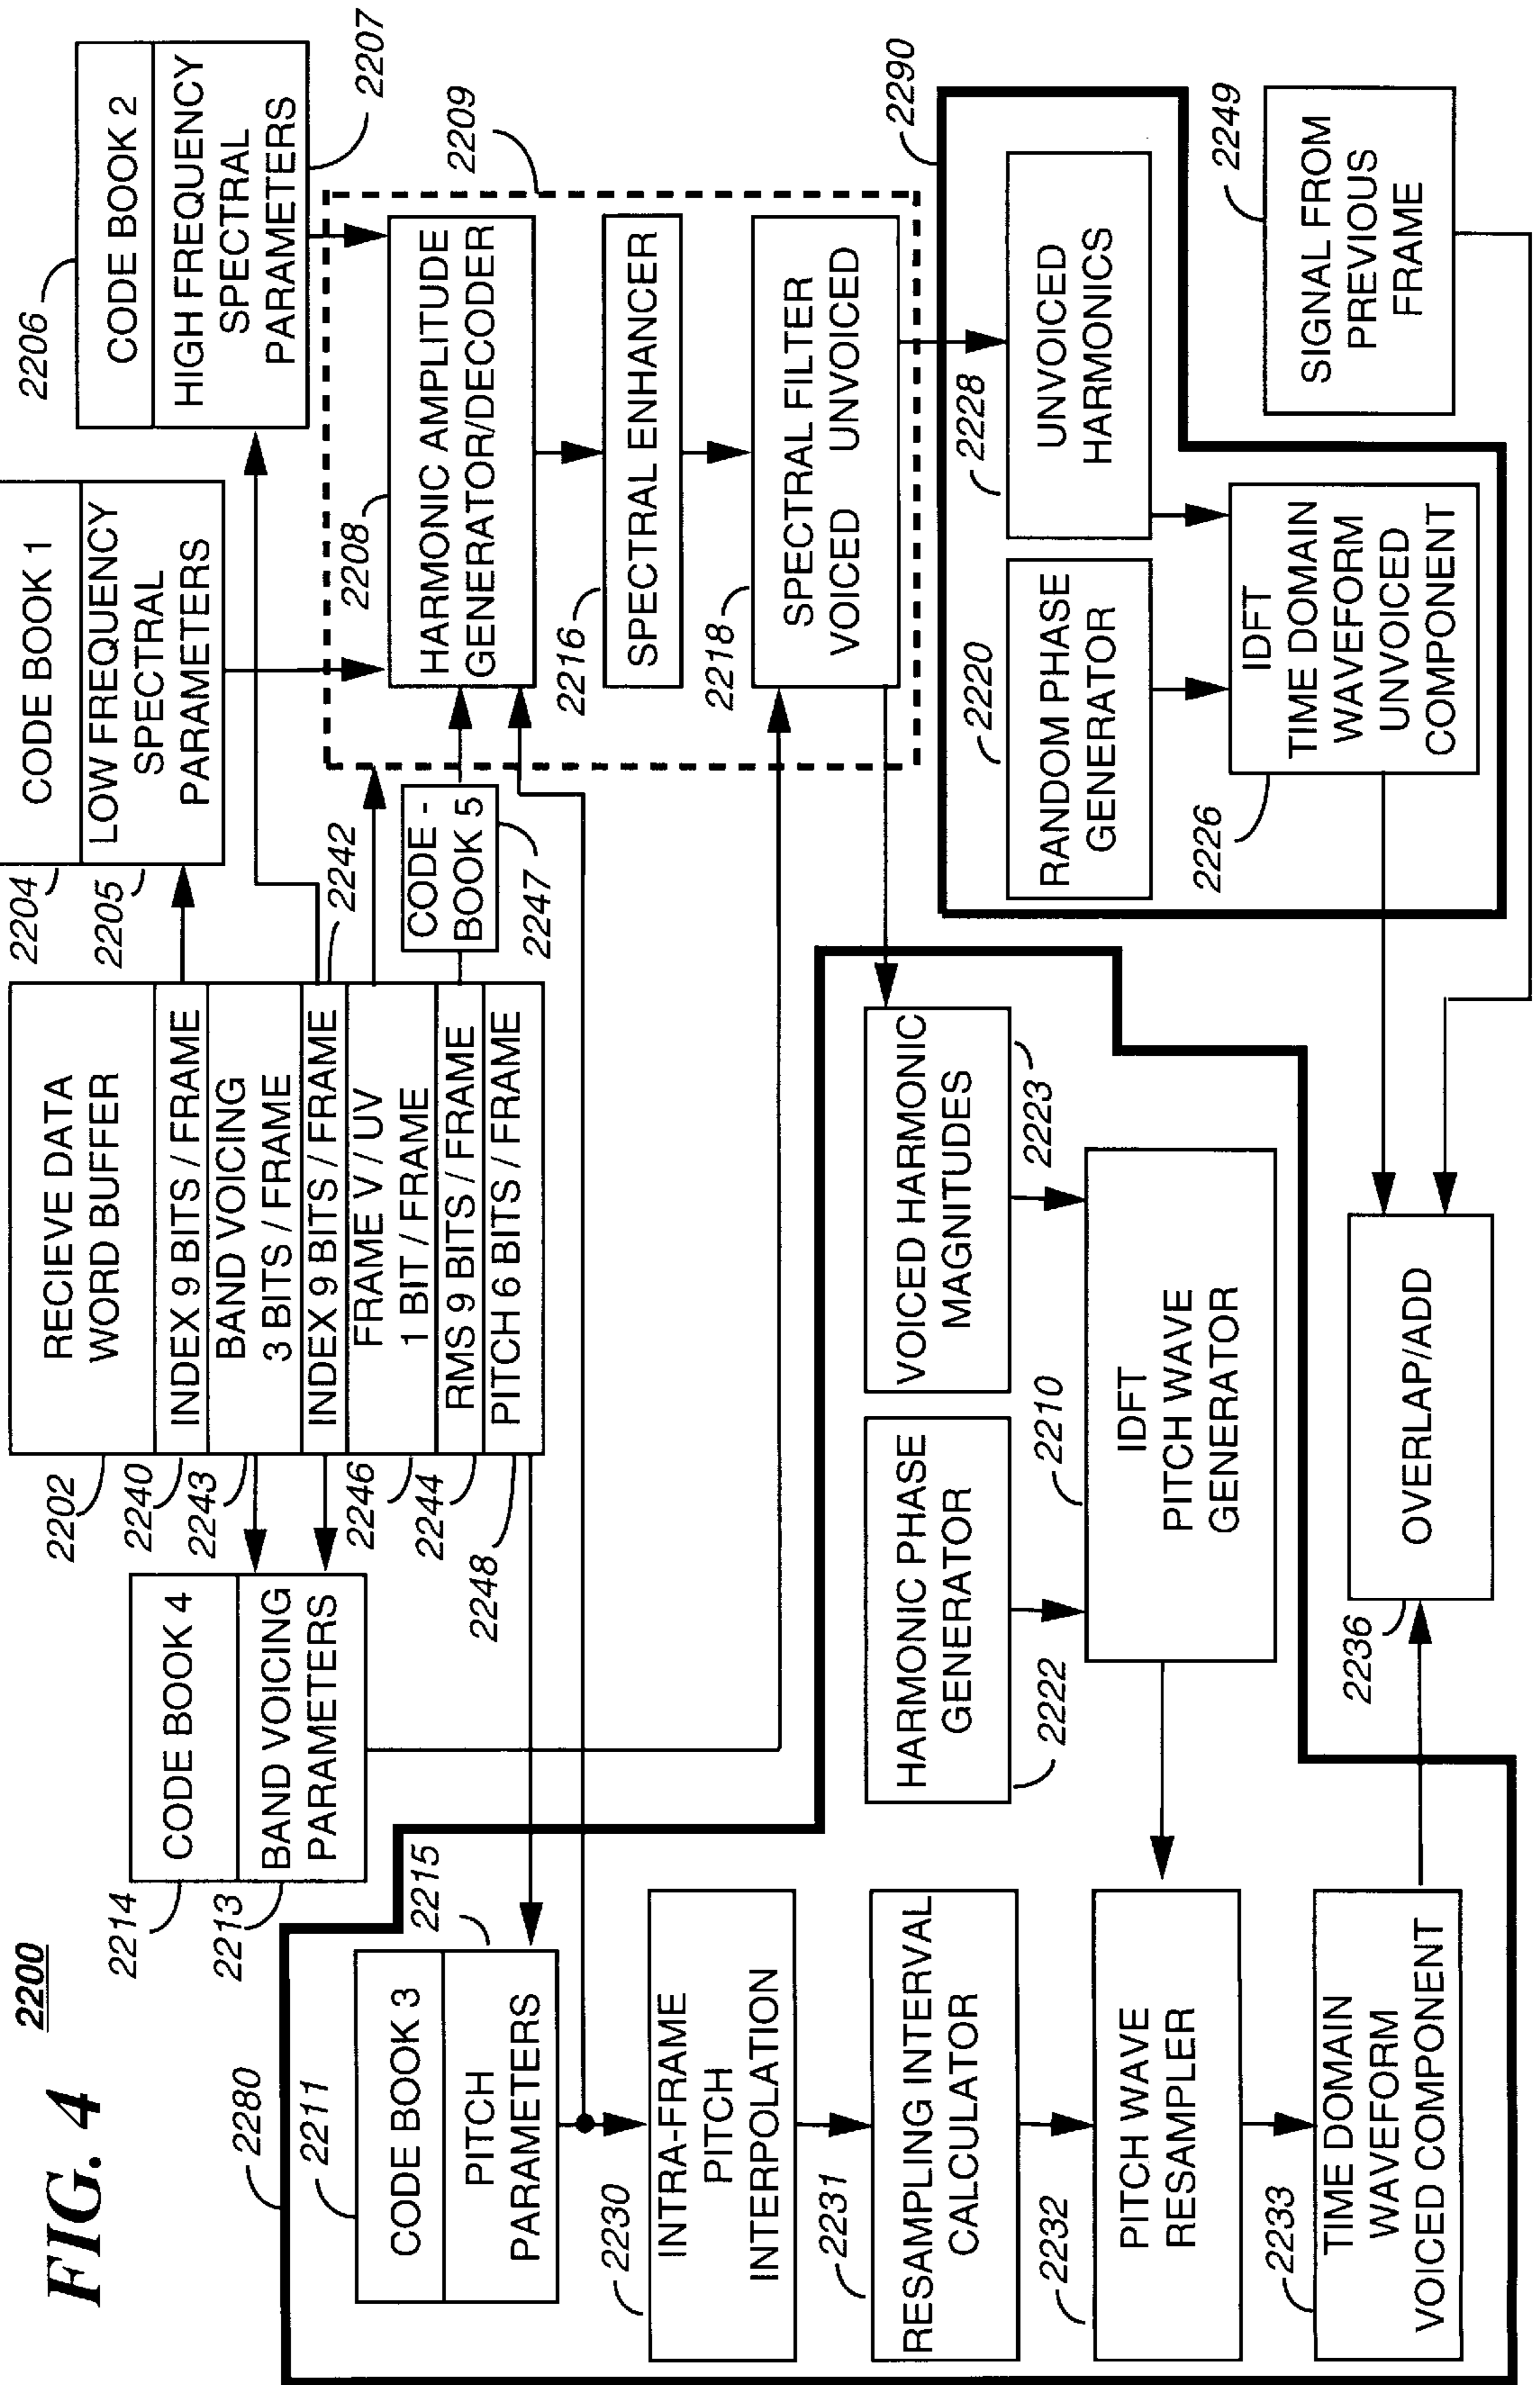 FIG. 4
2200
2280
2214
2213
CODE BOOK 4
BAND VOICING
PARAMETERS
2202
2240
2243
2246
2244
2248
RECIEVE DATA
WORD BUFFER
INDEX 9 BITS / FRAME
BAND VOICING
3 BITS / FRAME
INDEX 9 BITS / FRAME
FRAME V / UV
1 BIT / FRAME
RMS 9 BITS / FRAME
PITCH 6 BITS / FRAME
2242
2204
2205
CODE BOOK 1
LOW FREQUENCY
SPECTRAL
PARAMETERS
2206
CODE BOOK 2
HIGH FREQUENCY
SPECTRAL
PARAMETERS
2207
2209
CODE -
BOOK 5
2247
2208
HARMONIC AMPLITUDE
GENERATOR/DECODER
2216
SPECTRAL ENHANCER
2218
SPECTRAL FILTER
VOICED UNVOICED
2211
2215
CODE BOOK 3
PITCH
PARAMETERS
2230
INTRA-FRAME
PITCH
INTERPOLATION
2231
RESAMPLING INTERVAL
CALCULATOR
2232
PITCH WAVE
RESAMPLER
2233
TIME DOMAIN
WAVEFORM
VOICED COMPONENT
HARMONIC PHASE
GENERATOR
2222
VOICED HARMONIC
MAGNITUDES
2223
2210
IDFT
PITCH WAVE
GENERATOR
2236
OVERLAP/ADD
2290
2220
RANDOM PHASE
GENERATOR
2228
UNVOICED
HARMONICS
2226
IDFT
TIME DOMAIN
WAVEFORM
UNVOICED
COMPONENT
2249
SIGNAL FROM
PREVIOUS
FRAME